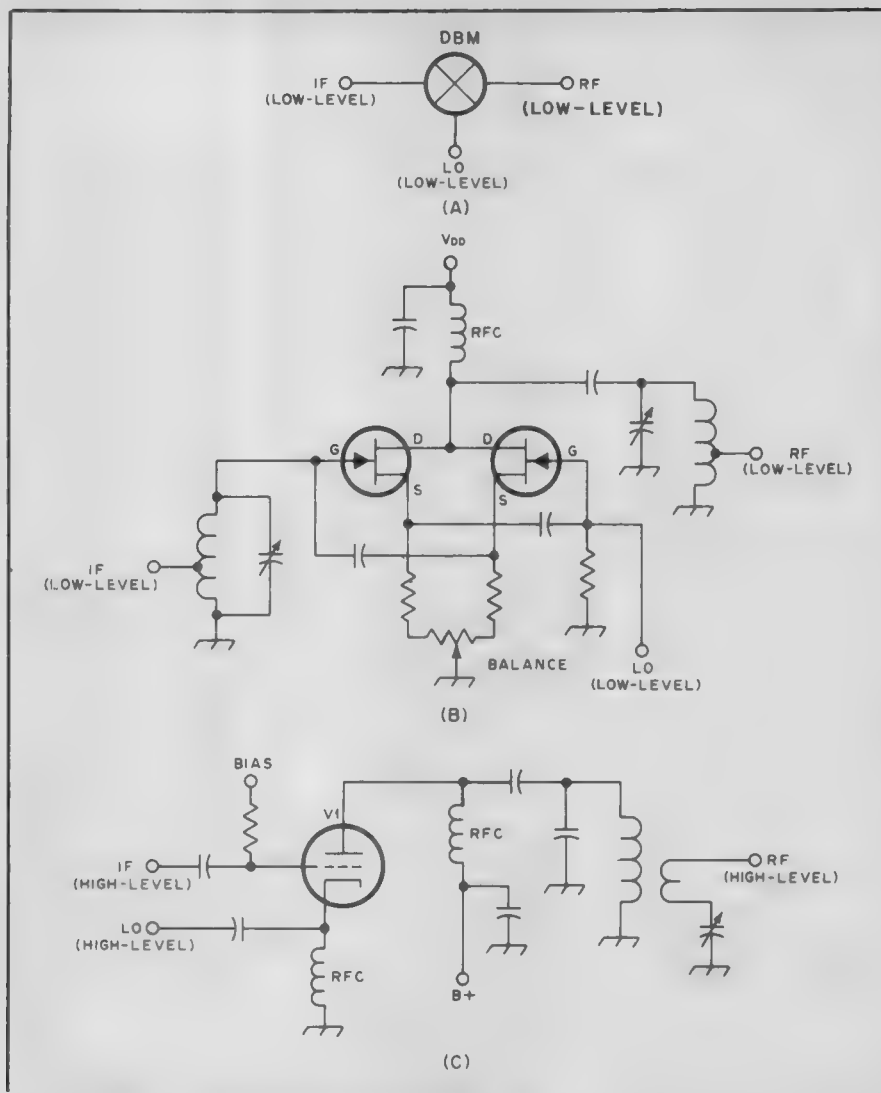 DBM
IF
(LOW-LEVEL)
RF
(LOW-LEVEL)
LO
(LOW-LEVEL)
(A)
VDD
RFC
G
D
D
G
S
S
RF
(LOW-LEVEL)
IF
(LOW-LEVEL)
BALANCE
LO
(LOW-LEVEL)
(B)
BIAS
V1
RFC
IF
(HIGH-LEVEL)
RF
(HIGH-LEVEL)
LO
(HIGH-LEVEL)
RFC
B+
(C)